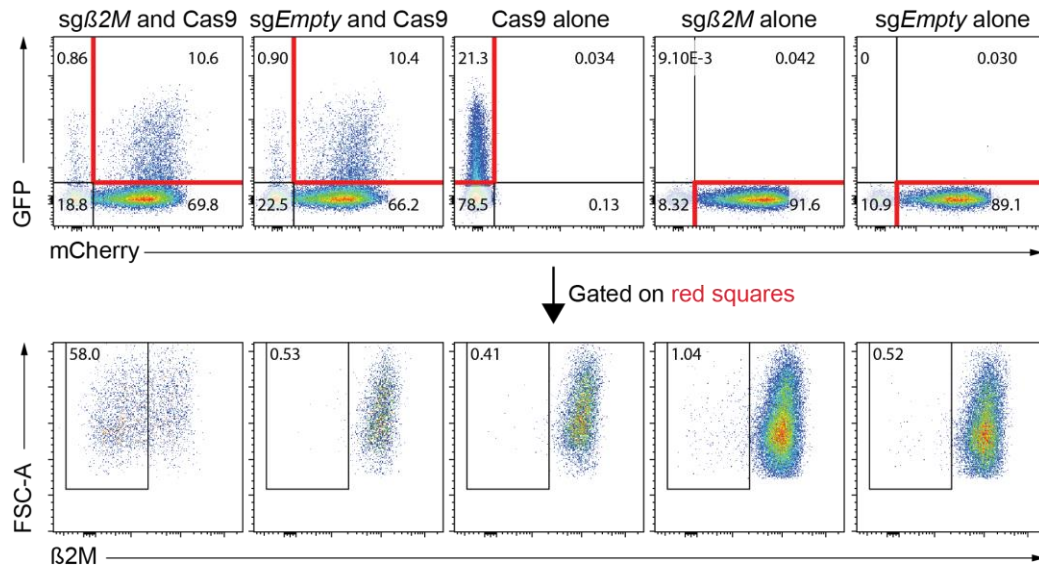 sgß2M and Cas9 sgEmpty and Cas9 Cas9 alone sgß2M alone sgEmpty alone
0.86 10.6 0.90 10.4 21.3 0.034 9.10E-3 0.042 0 0.030
GFP
18.8 69.8 22.5 66.2 78.5 0.13 8.32 91.6 10.9 89.1
mCherry
Gated on red squares
58.0 0.53 0.41 1.04 0.52
FSC-A
ß2M